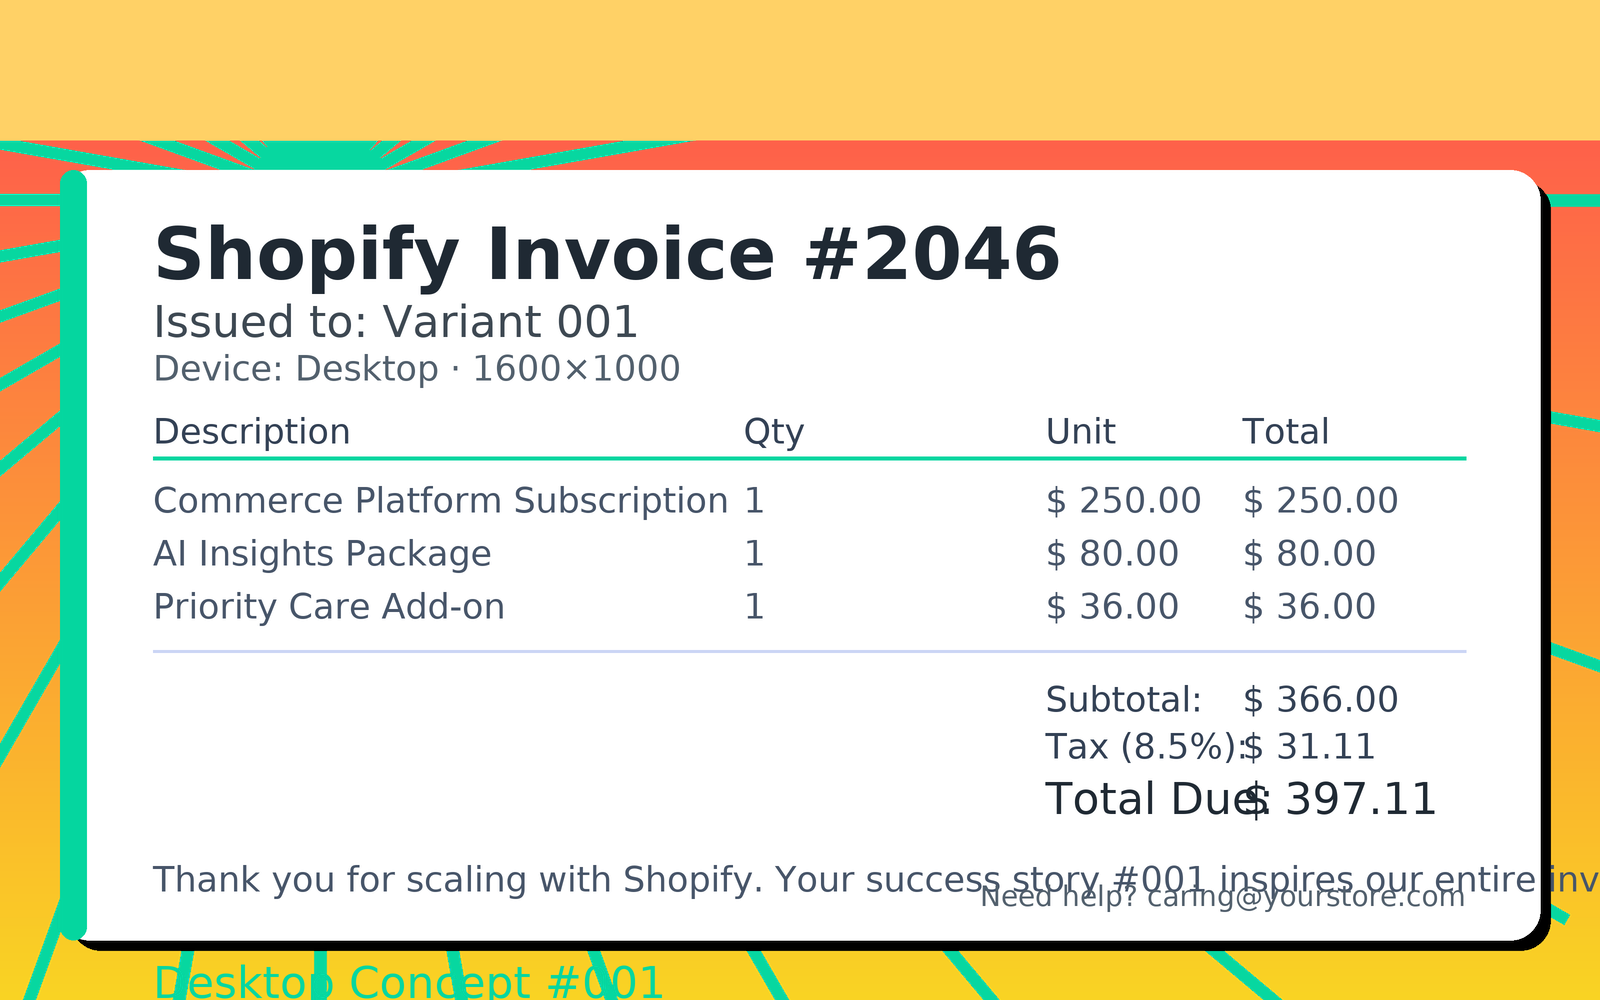 Shopify Invoice #2046
Issued to: Variant 001
Device: Desktop · 1600×1000
Description Qty Unit Total
Commerce Platform Subscription 1 $ 250.00 $ 250.00
AI Insights Package 1 $ 80.00 $ 80.00
Priority Care Add-on 1 $ 36.00 $ 36.00
Subtotal: $ 366.00
Tax (8.5%): $ 31.11
Total Due: $ 397.11
Thank you for scaling with Shopify. Your success story #001 inspires our entire
Need help? caring@yourstore.com
Desktop Concept #001